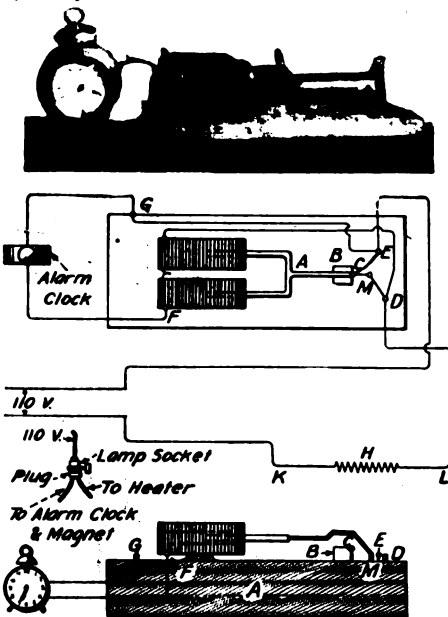 G
A
B
C
E
M
D
F
Alarm
Clock
110 V.
110 V.
Lamp Socket
Plug
To Heater
To Alarm Clock
& Magnet
H
K
L
G
F
A
B
C
E
D
M